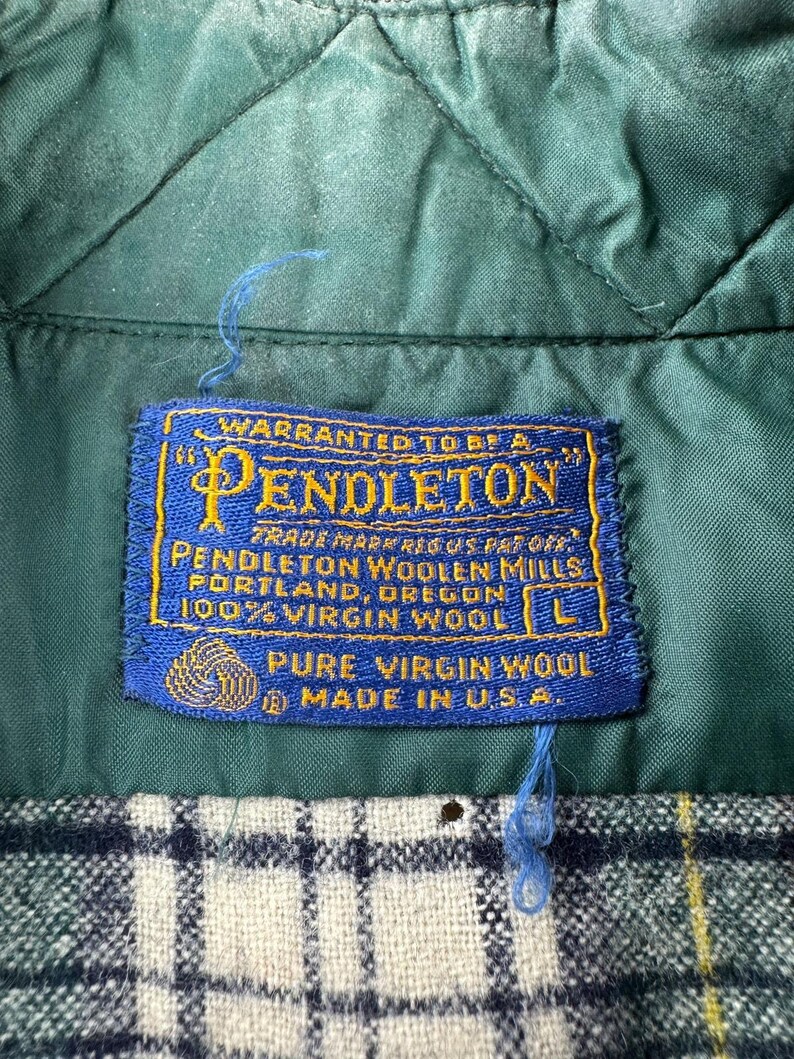 WARRANTED TO BE A
"PENDLETON"
TRADE MARK REG U.S. PAT. OFF.
PENDLETON WOOLEN MILLS
PORTLAND, OREGON
100% VIRGIN WOOL L
PURE VIRGIN WOOL
® MADE IN U.S.A.